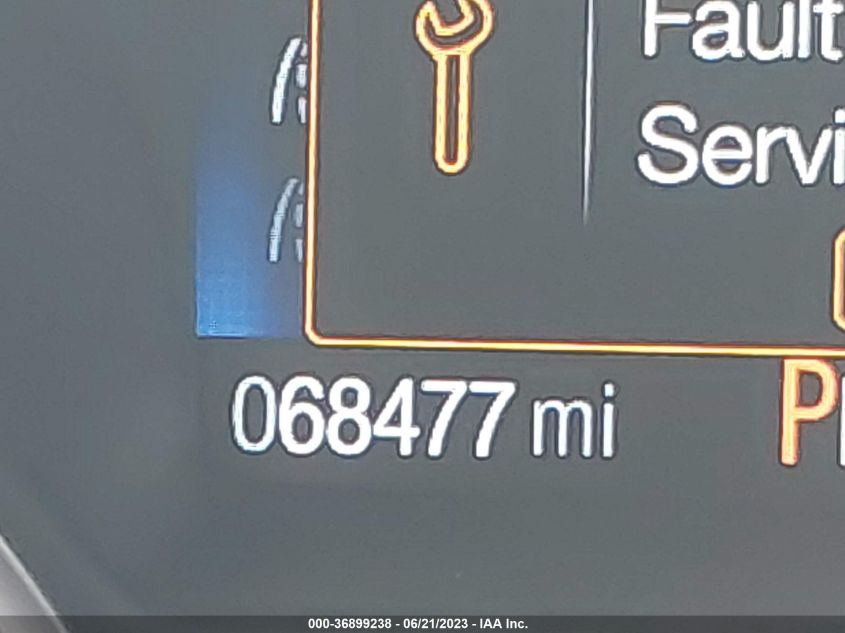 Fault
Servi
068477 mi P
000-36899238 - 06/21/2023 - IAA Inc.